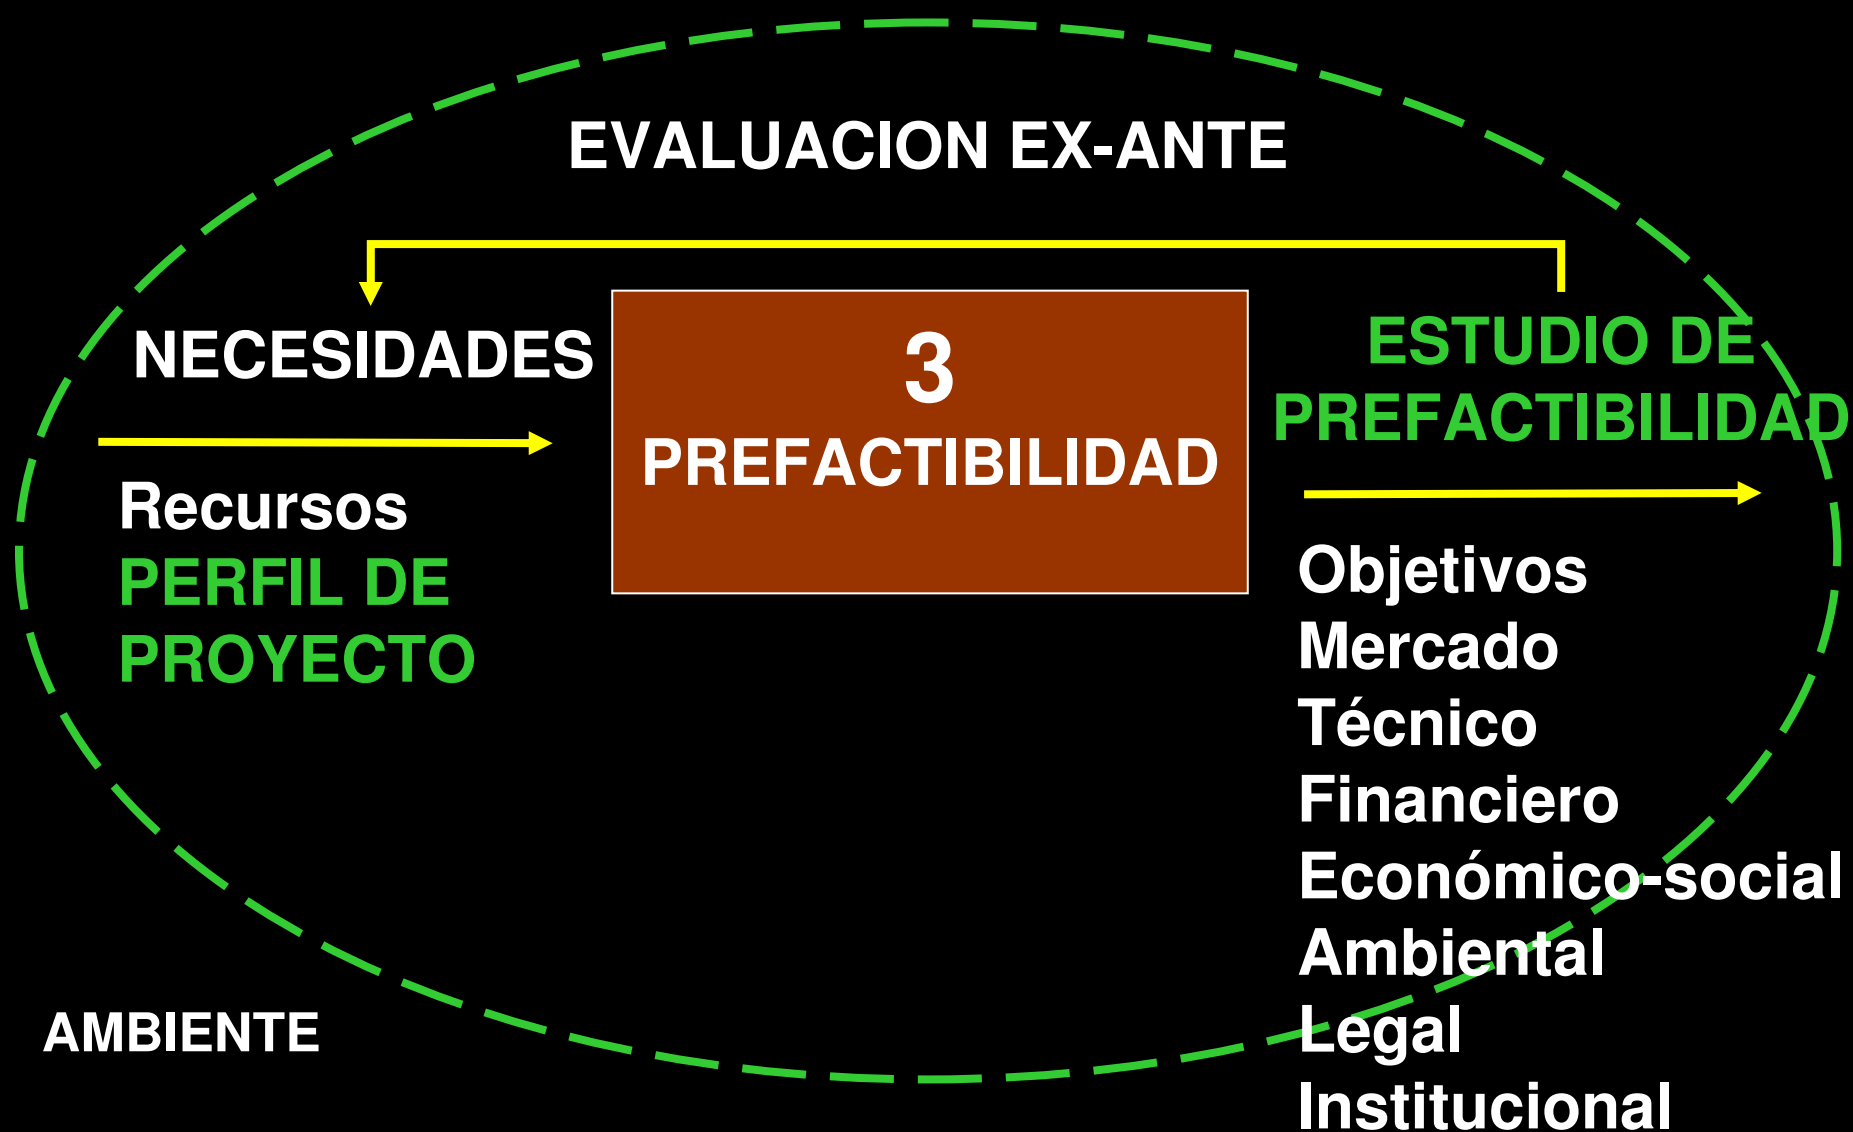 EVALUACION EX-ANTE
NECESIDADES
Recursos
PERFIL DE
PROYECTO
3
PREFACTIBILIDAD
ESTUDIO DE
PREFACTIBILIDAD
Objetivos
Mercado
Técnico
Financiero
Económico-social
Ambiental
Legal
Institucional
AMBIENTE